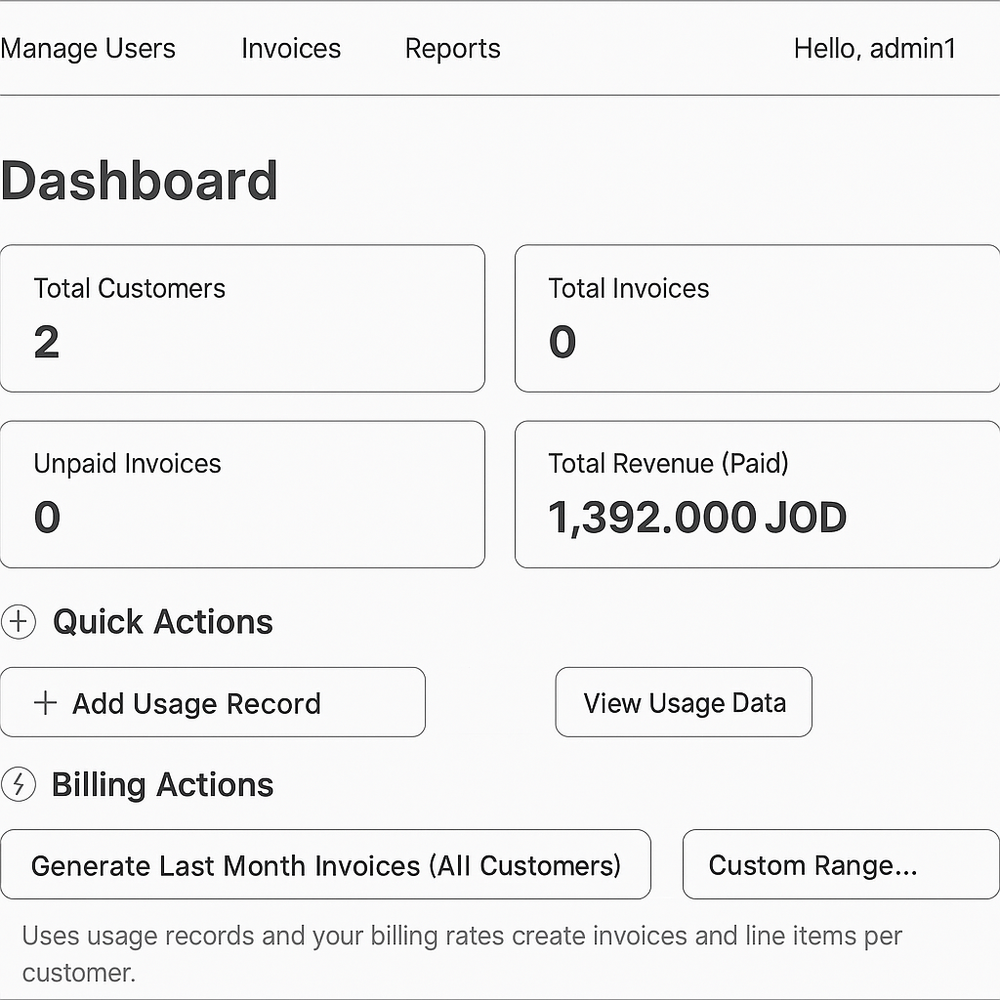 Manage Users Invoices Reports Hello, admin1
Dashboard
Total Customers
2
Total Invoices
0
Unpaid Invoices
0
Total Revenue (Paid)
1,392.000 JOD
Quick Actions
+ Add Usage Record
View Usage Data
Billing Actions
Generate Last Month Invoices (All Customers)
Custom Range...
Uses usage records and your billing rates create invoices and line items per
customer.